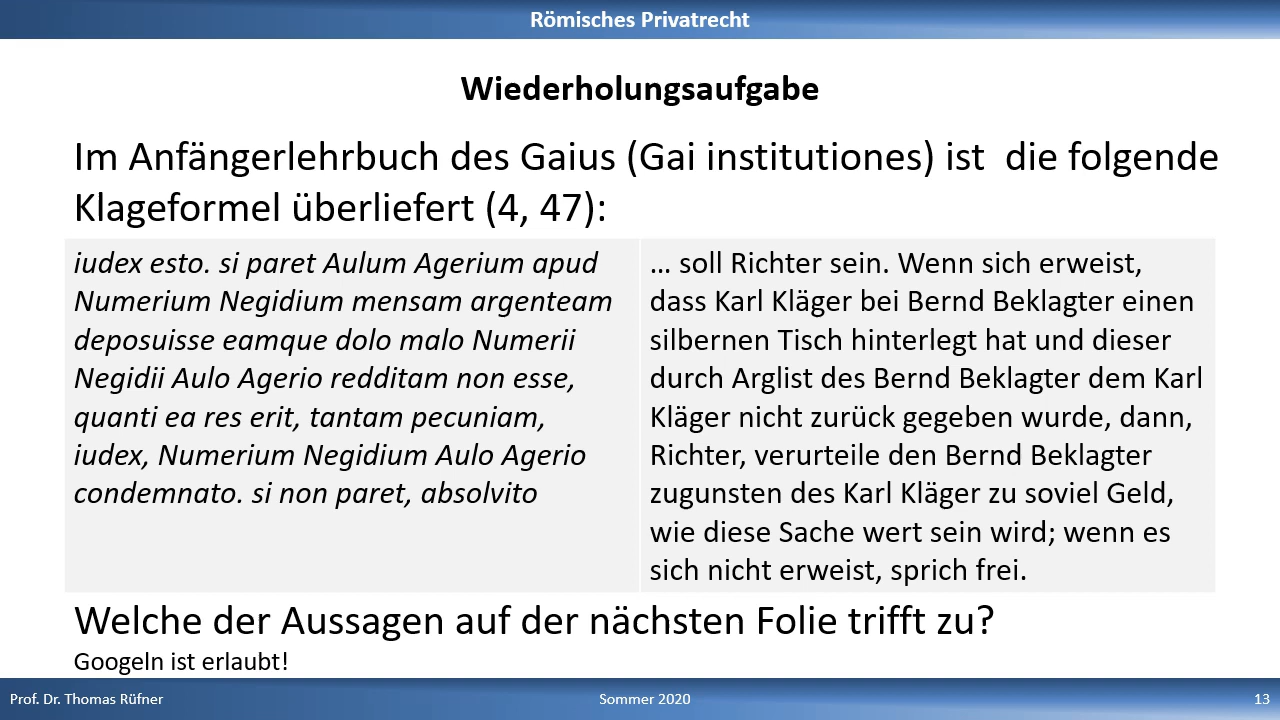 Römisches Privatrecht
Wiederholungsaufgabe
Im Anfängerlehrbuch des Gaius (Gai institutiones) ist  die folgende
Klageformel überliefert (4, 47):
iudex esto. si paret Aulum Agerium apud
Numerium Negidium mensam argenteam
deposuisse eamque dolo malo Numerii
Negidii Aulo Agerio redditam non esse,
quanti ea res erit, tantam pecuniam,
iudex, Numerium Negidium Aulo Agerio
condemnato. si non paret, absolvito
… soll Richter sein. Wenn sich erweist,
dass Karl Kläger bei Bernd Beklagter einen
silbernen Tisch hinterlegt hat und dieser
durch Arglist des Bernd Beklagter dem Karl
Kläger nicht zurück gegeben wurde, dann,
Richter, verurteile den Bernd Beklagter
zugunsten des Karl Kläger zu soviel Geld,
wie diese Sache wert sein wird; wenn es
sich nicht erweist, sprich frei.
Welche der Aussagen auf der nächsten Folie trifft zu?
Googeln ist erlaubt!
Prof. Dr. Thomas Rüfner
Sommer 2020
13